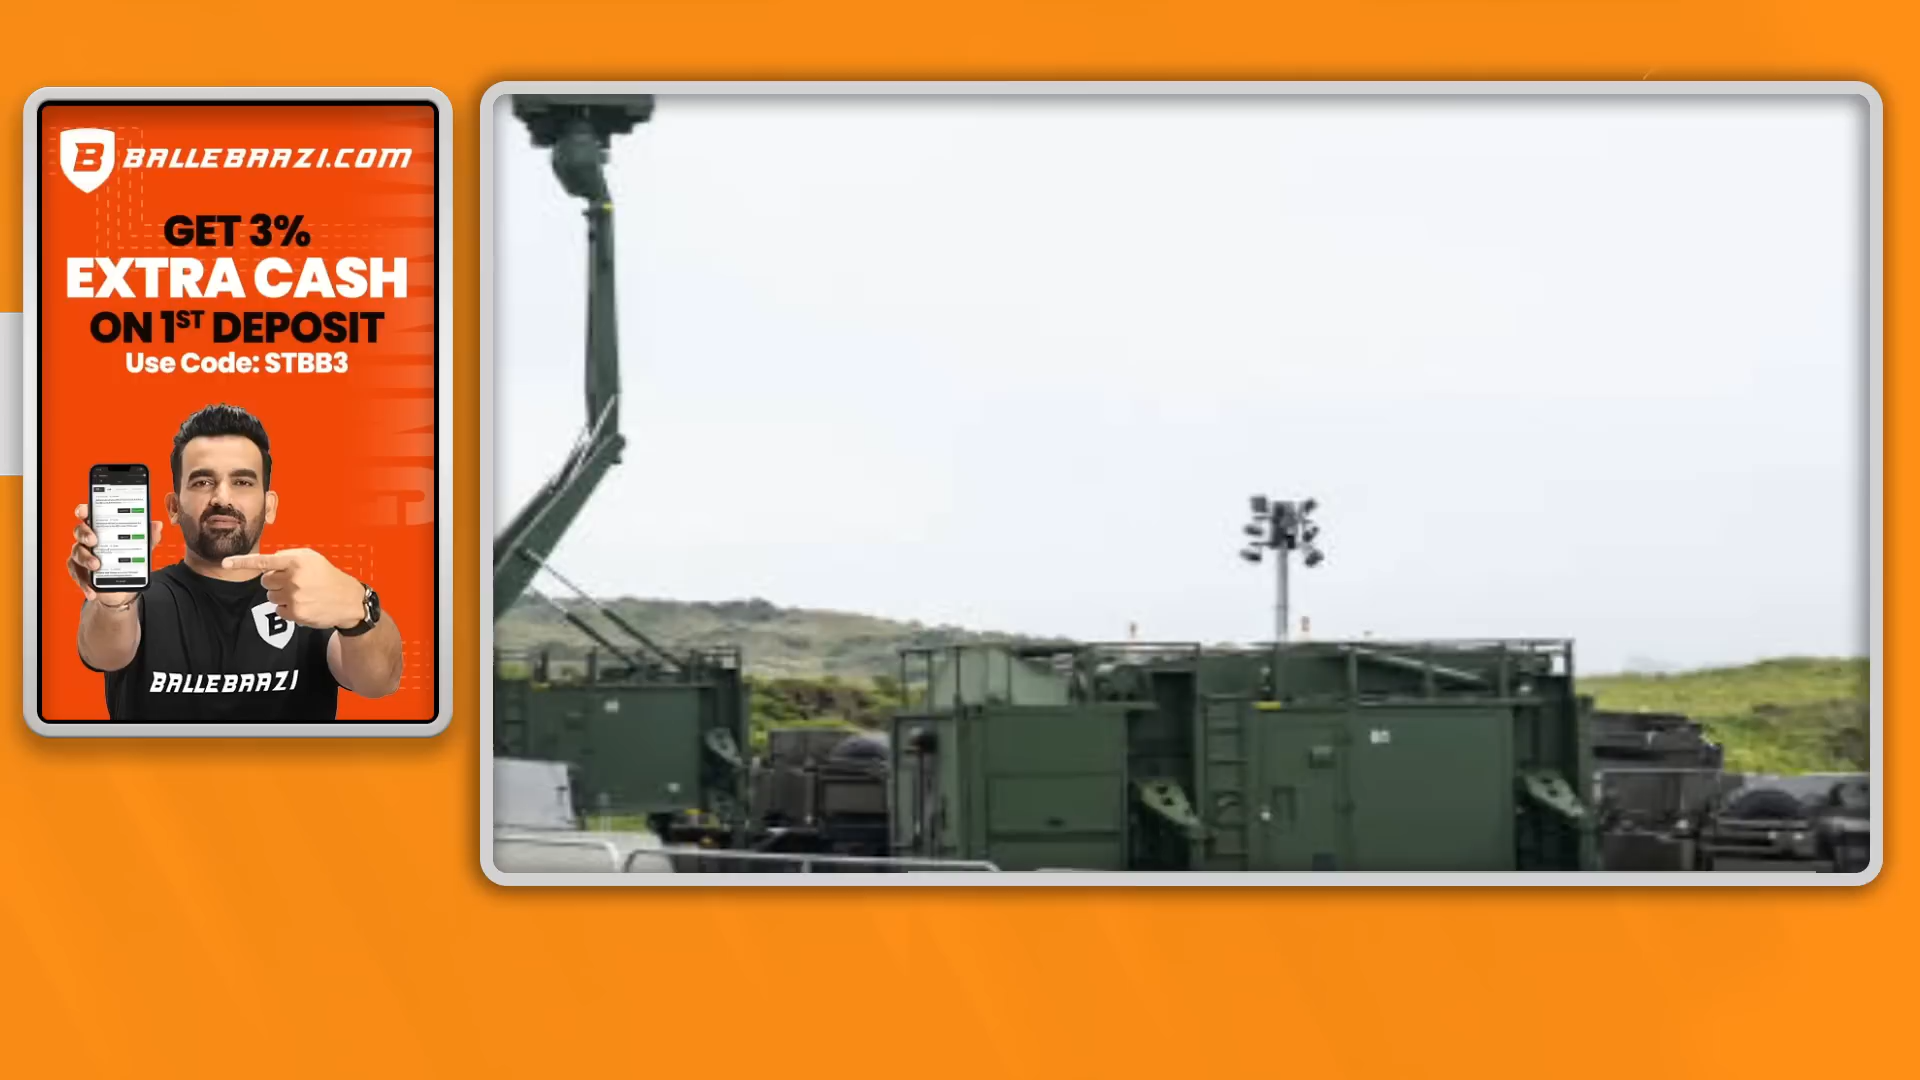 B BALLEBAAZI.COM
GET 3%
EXTRA CASH
ON 1ST DEPOSIT
Use Code: STBB3
B
BALLEBAAZI